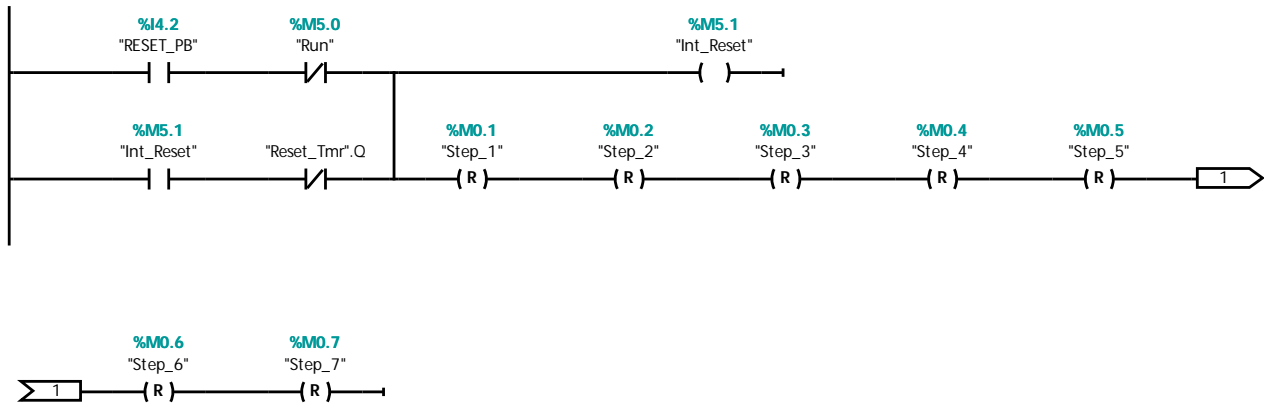 %I4.2 %M5.0 %M5.1
"RESET_PB" "Run" "Int_Reset"
%M5.1 %M0.1 %M0.2 %M0.3 %M0.4 %M0.5
"Int_Reset" "Reset_Tmr".Q "Step_1" "Step_2" "Step_3" "Step_4" "Step_5"
R R R R R 1
%M0.6 %M0.7
"Step_6" "Step_7"
1 R R